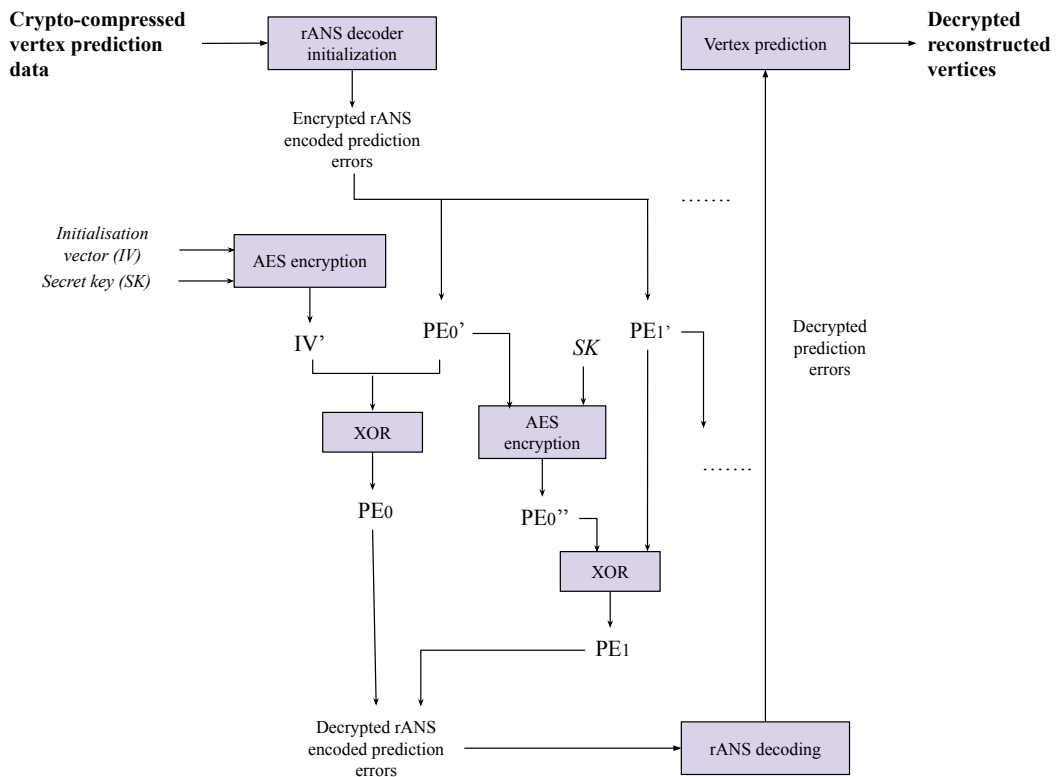 Crypto-compressed
vertex prediction
data
rANS decoder
initialization
Vertex prediction
Decrypted
reconstructed
vertices
Encrypted rANS
encoded prediction
errors
.......
Initialisation
vector (IV)
Secret key (SK)
AES encryption
IV’
PE0’
SK
PE1’
Decrypted
prediction
errors
XOR
AES
encryption
.......
PE0
PE0’’
XOR
PE1
Decrypted rANS
encoded prediction
errors
rANS decoding